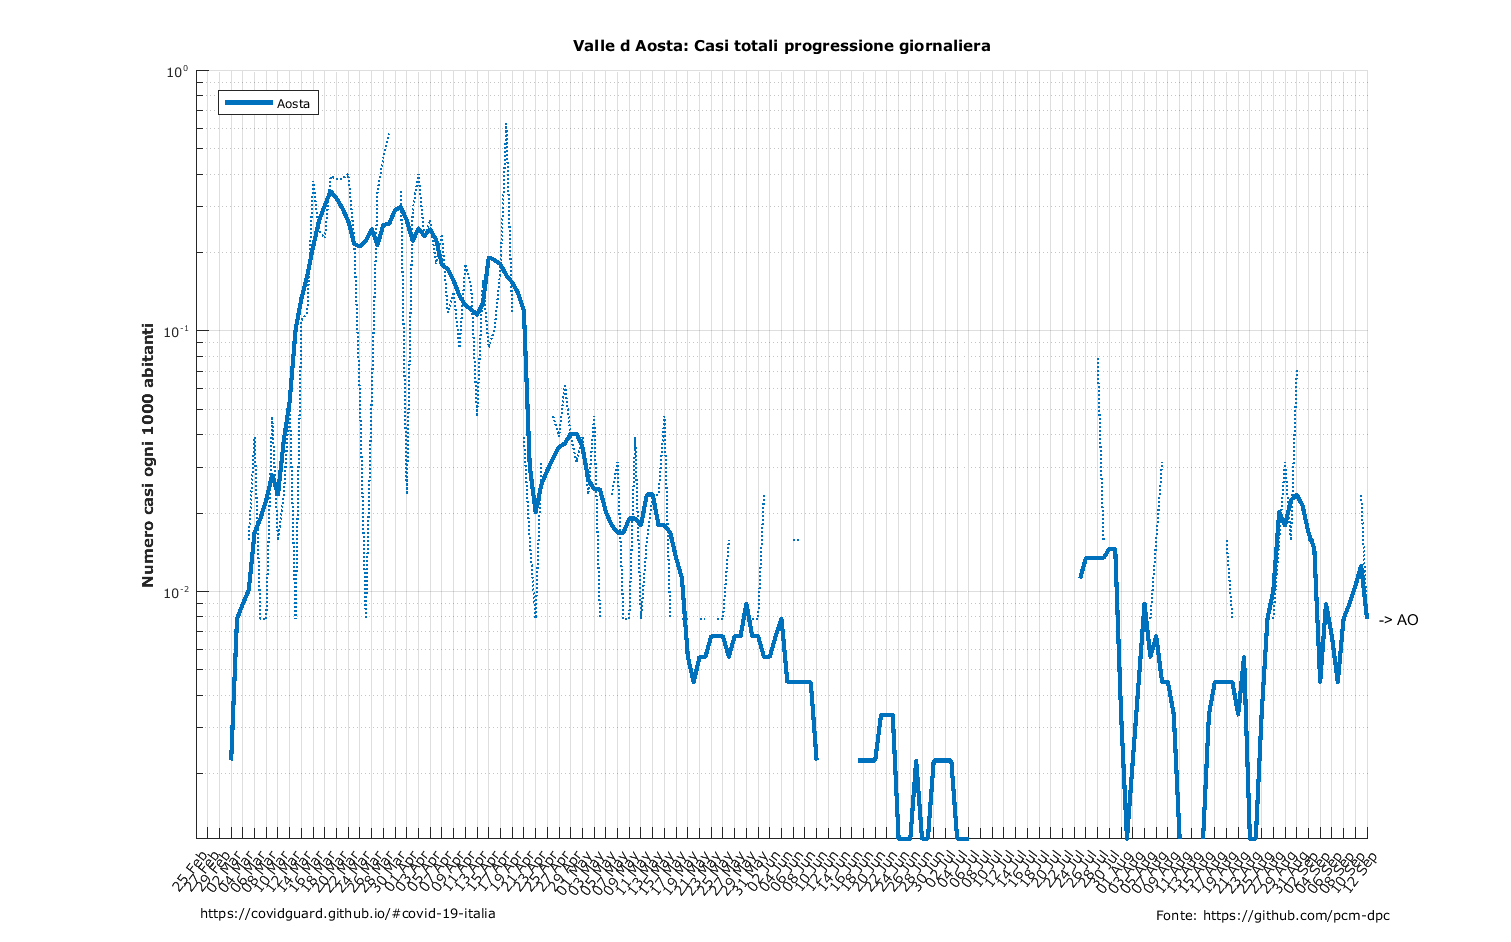 Valle d Aosta: Casi totali progressione giornaliera
Aosta
Numero casi ogni 1000 abitanti
10^0
10^-1
10^-2
-> AO
25 Feb
27 Feb
29 Feb
02 Mar
04 Mar
06 Mar
08 Mar
10 Mar
12 Mar
14 Mar
16 Mar
18 Mar
20 Mar
22 Mar
24 Mar
26 Mar
28 Mar
30 Mar
01 Apr
03 Apr
05 Apr
07 Apr
09 Apr
11 Apr
13 Apr
15 Apr
17 Apr
19 Apr
21 Apr
23 Apr
25 Apr
27 Apr
29 Apr
01 May
03 May
05 May
07 May
09 May
11 May
13 May
15 May
17 May
19 May
21 May
23 May
25 May
27 May
29 May
31 May
02 Jun
04 Jun
06 Jun
08 Jun
10 Jun
12 Jun
14 Jun
16 Jun
18 Jun
20 Jun
22 Jun
24 Jun
26 Jun
28 Jun
30 Jun
02 Jul
04 Jul
06 Jul
08 Jul
10 Jul
12 Jul
14 Jul
16 Jul
18 Jul
20 Jul
22 Jul
24 Jul
26 Jul
28 Jul
30 Jul
01 Aug
03 Aug
05 Aug
07 Aug
09 Aug
11 Aug
13 Aug
15 Aug
17 Aug
19 Aug
21 Aug
23 Aug
25 Aug
27 Aug
29 Aug
31 Aug
02 Sep
04 Sep
06 Sep
08 Sep
10 Sep
12 Sep
https://covidguard.github.io/#covid-19-italia
Fonte: https://github.com/pcm-dpc